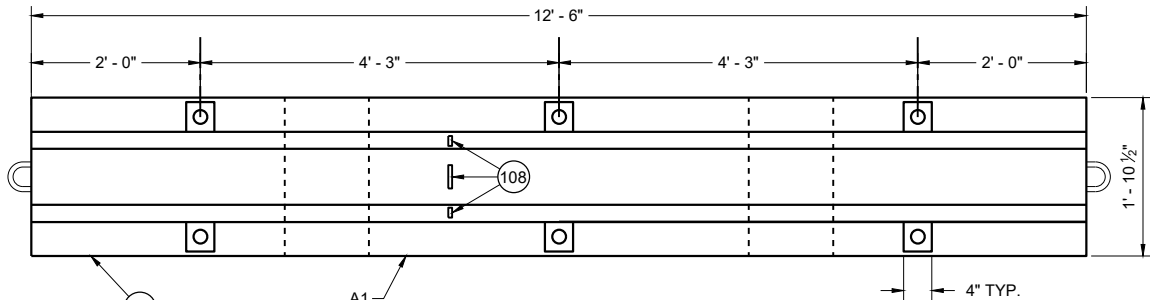 12' - 6"
2' - 0"
4' - 3"
4' - 3"
2' - 0"
108
1' - 10 ½"
4" TYP.
A1